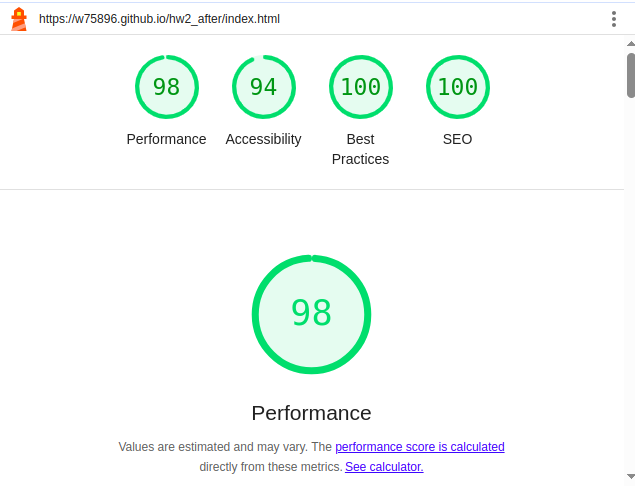 https://w75896.github.io/hw2_after/index.html
98 94 100 100
Performance Accessibility Best Practices SEO
98
Performance
Values are estimated and may vary. The performance score is calculated
directly from these metrics. See calculator.